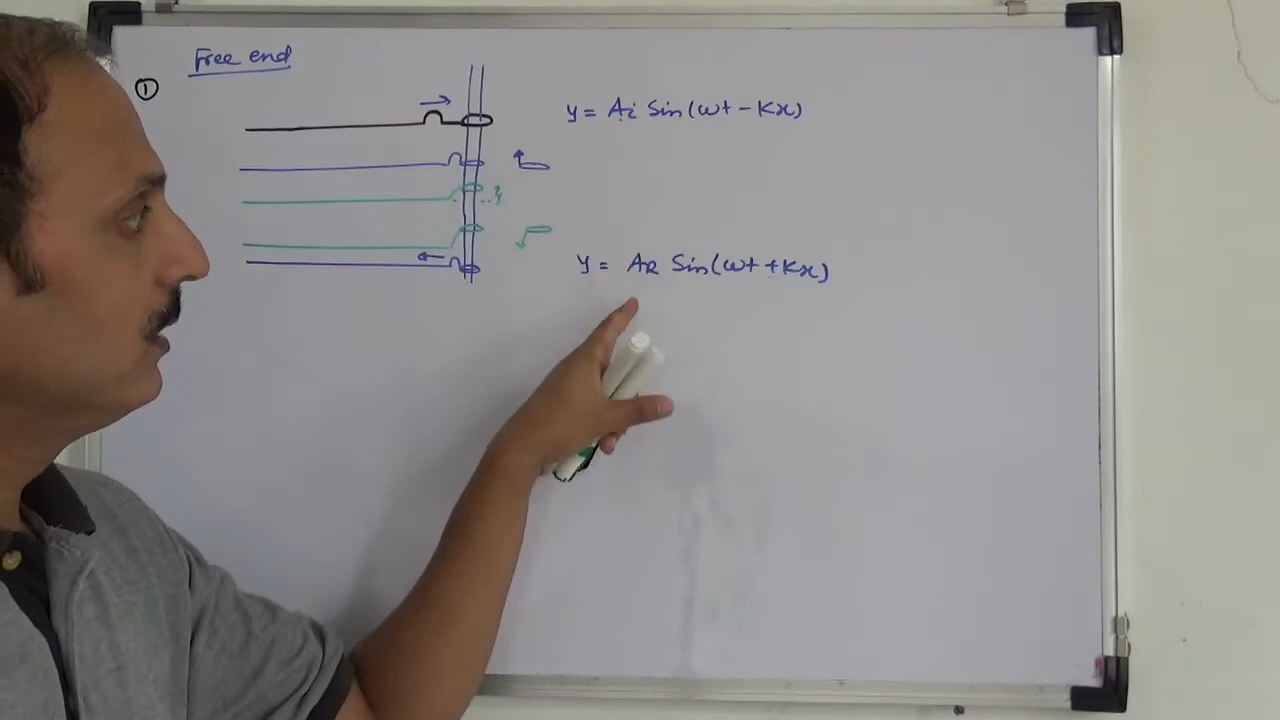 Free end
①
y = Ai Sin(ωt - Kx)
y = AR Sin(ωt + Kx)